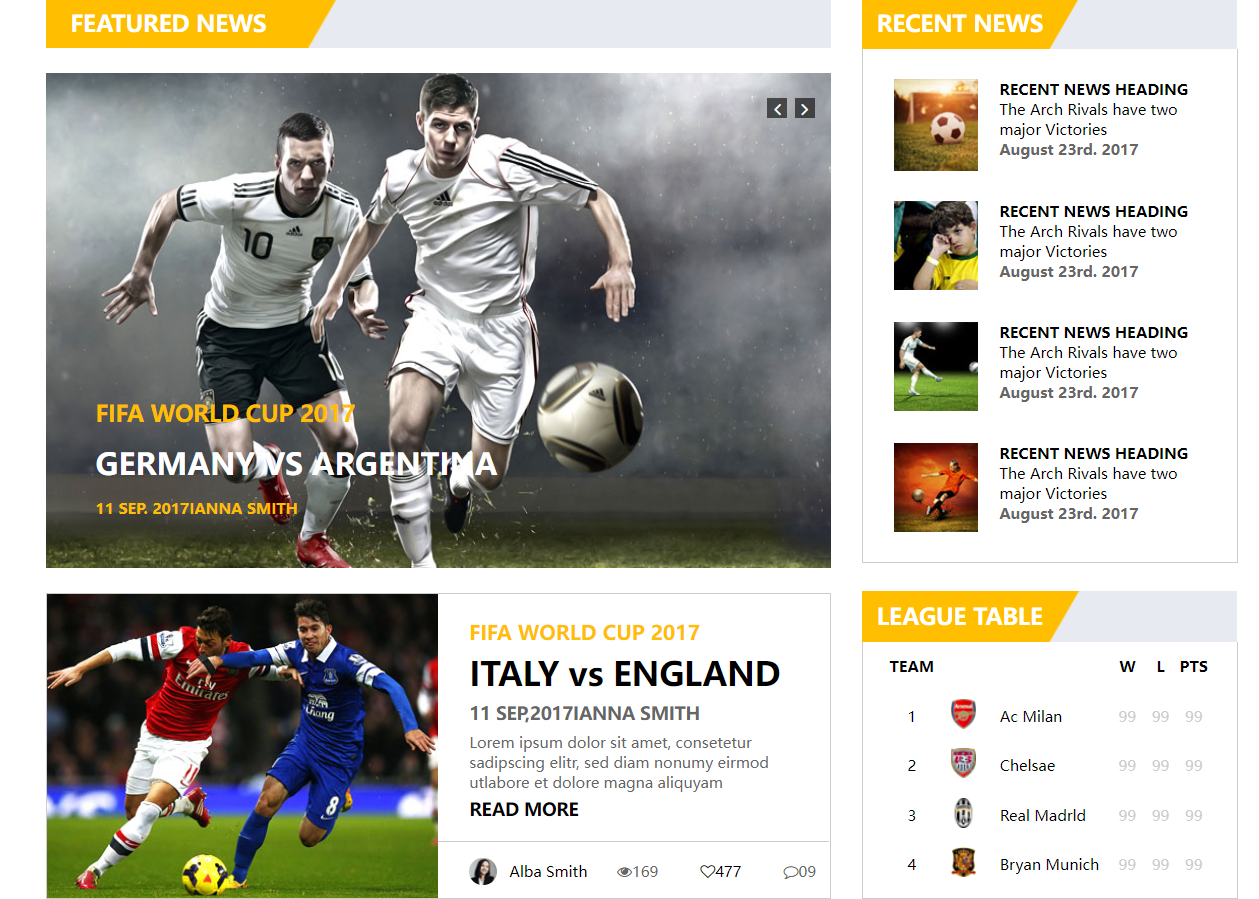 FEATURED NEWS
10
10
FIFA WORLD CUP 2017
GERMANY VS ARGENTINA
11 SEP. 2017IANNA SMITH
Emirates
Chang
8
FIFA WORLD CUP 2017
ITALY vs ENGLAND
11 SEP,2017IANNA SMITH
Lorem ipsum dolor sit amet, consetetur
sadipscing elitr, sed diam nonumy eirmod
utlabore et dolore magna aliquyam
READ MORE
Alba Smith 169 477 09
RECENT NEWS
RECENT NEWS HEADING
The Arch Rivals have two
major Victories
August 23rd. 2017
RECENT NEWS HEADING
The Arch Rivals have two
major Victories
August 23rd. 2017
RECENT NEWS HEADING
The Arch Rivals have two
major Victories
August 23rd. 2017
RECENT NEWS HEADING
The Arch Rivals have two
major Victories
August 23rd. 2017
LEAGUE TABLE
TEAM W L PTS
1 Ac Milan 99 99 99
2 Chelsae 99 99 99
3 Real Madrld 99 99 99
4 Bryan Munich 99 99 99